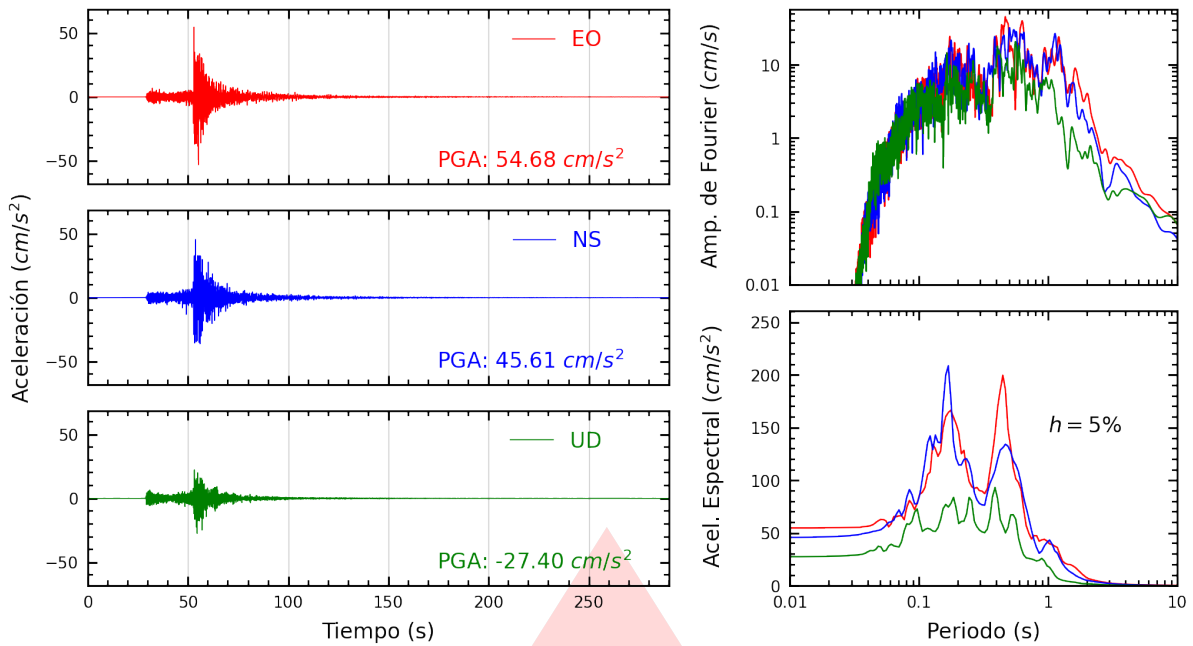 Aceleración (cm/s²)
50
0
−50
EO
PGA: 54.68 cm/s²
50
0
−50
NS
PGA: 45.61 cm/s²
50
0
−50
UD
PGA: -27.40 cm/s²
0 50 100 150 200 250
Tiempo (s)
Amp. de Fourier (cm/s)
10
1
0.1
0.01
Acel. Espectral (cm/s²)
250
200
150
100
50
0
h = 5%
0.01 0.1 1 10
Periodo (s)